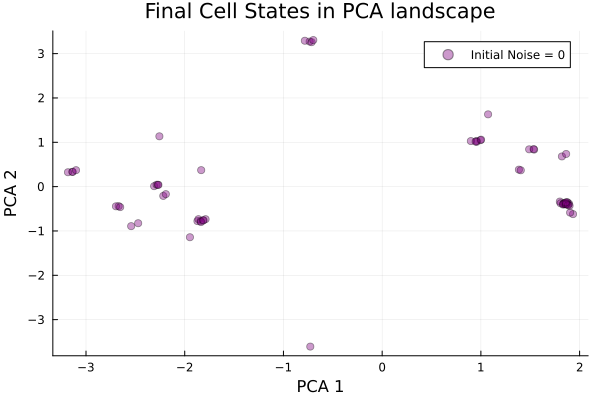 Final Cell States in PCA landscape
Initial Noise = 0
3
2
1
0
−1
−2
−3
PCA 2
−3 −2 −1 0 1 2
PCA 1